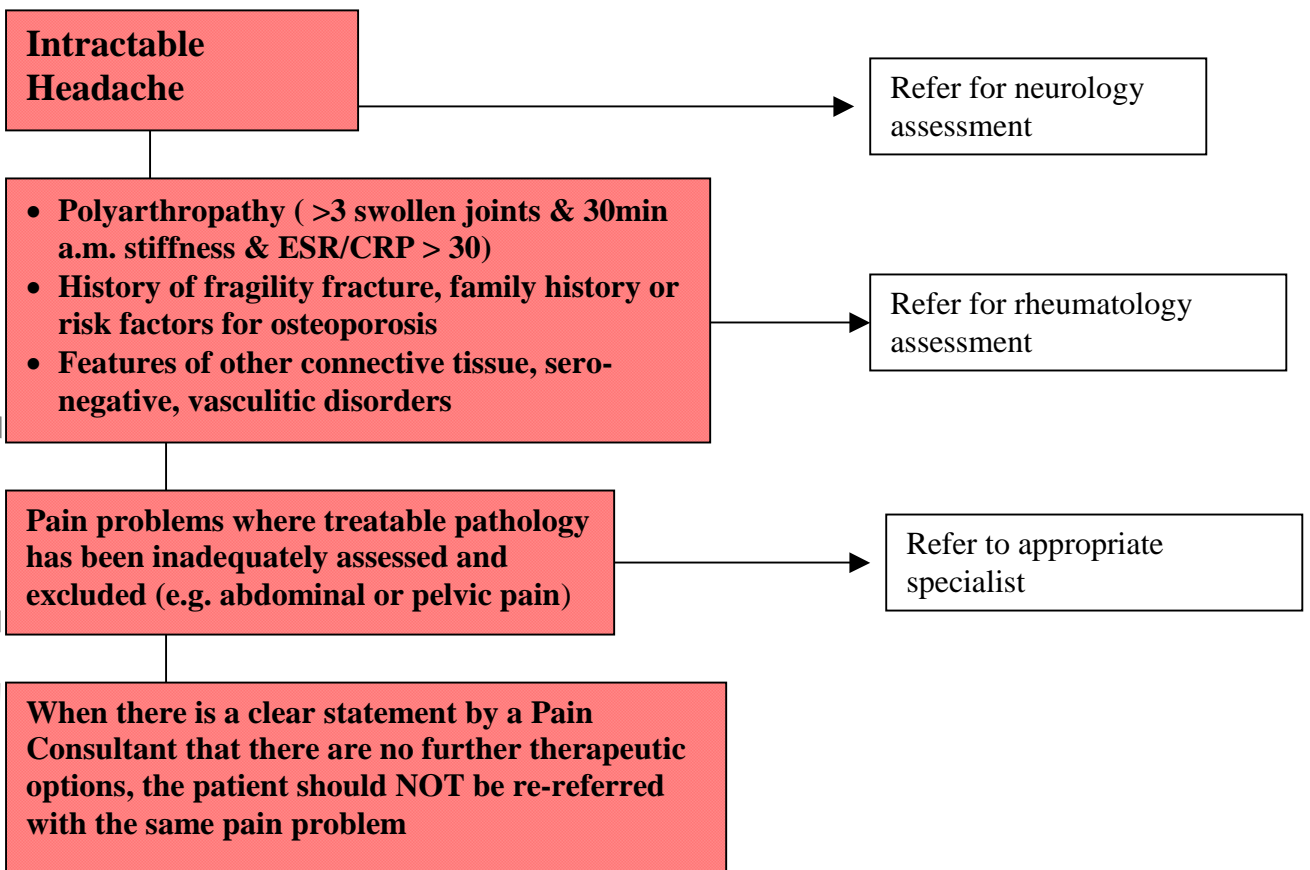 Intractable
Headache
Refer for neurology
assessment
• Polyarthropathy ( >3 swollen joints & 30min
a.m. stiffness & ESR/CRP > 30)
• History of fragility fracture, family history or
risk factors for osteoporosis
• Features of other connective tissue, sero-
negative, vasculitic disorders
Refer for rheumatology
assessment
Pain problems where treatable pathology
has been inadequately assessed and
excluded (e.g. abdominal or pelvic pain)
Refer to appropriate
specialist
When there is a clear statement by a Pain
Consultant that there are no further therapeutic
options, the patient should NOT be re-referred
with the same pain problem